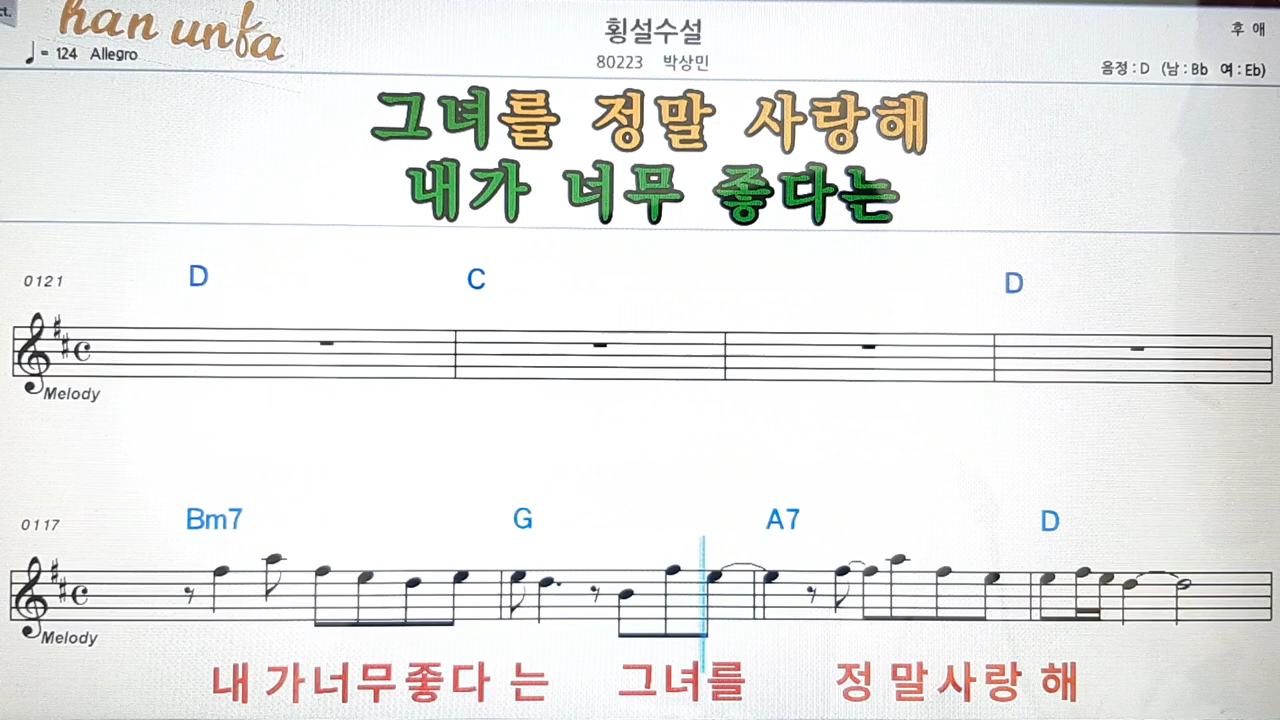 ct.
han unfa
♩= 124 Allegro
횡설수설
80223 박상민
후 애
음정 : D (남 : Bb 여 : Eb)
그녀를 정말 사랑해
내가 너무 좋다는
0121
D C D
Melody
0117
Bm7 G A7 D
Melody
내 가너무좋다 는 그녀를 정 말사랑 해